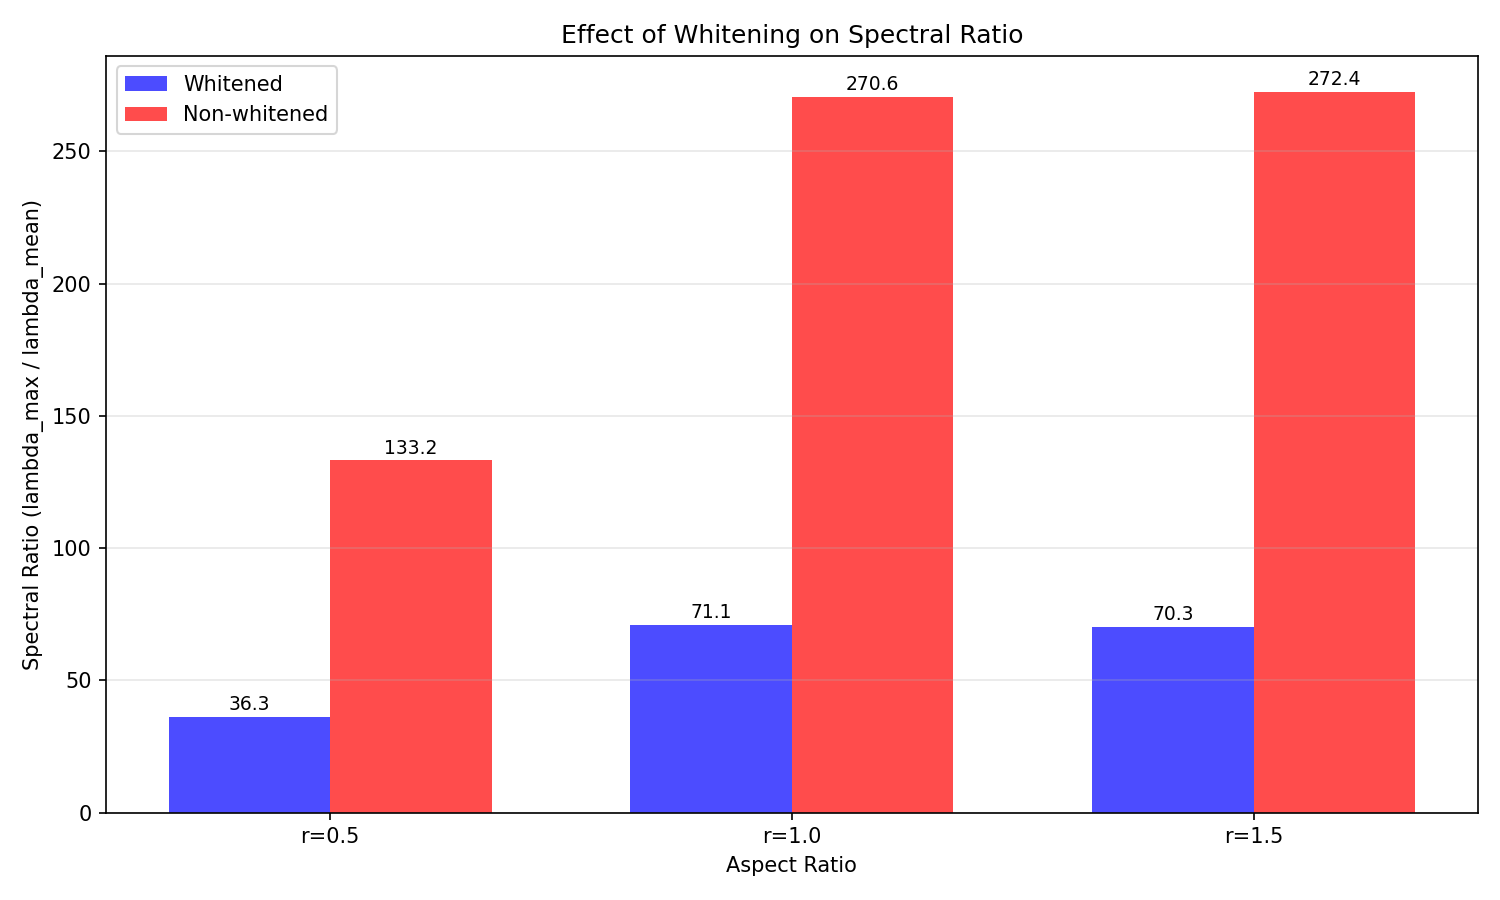 Effect of Whitening on Spectral Ratio
Whitened
Non-whitened
Spectral Ratio (lambda_max / lambda_mean)
250
200
150
100
50
0
36.3
133.2
71.1
270.6
70.3
272.4
r=0.5
r=1.0
r=1.5
Aspect Ratio